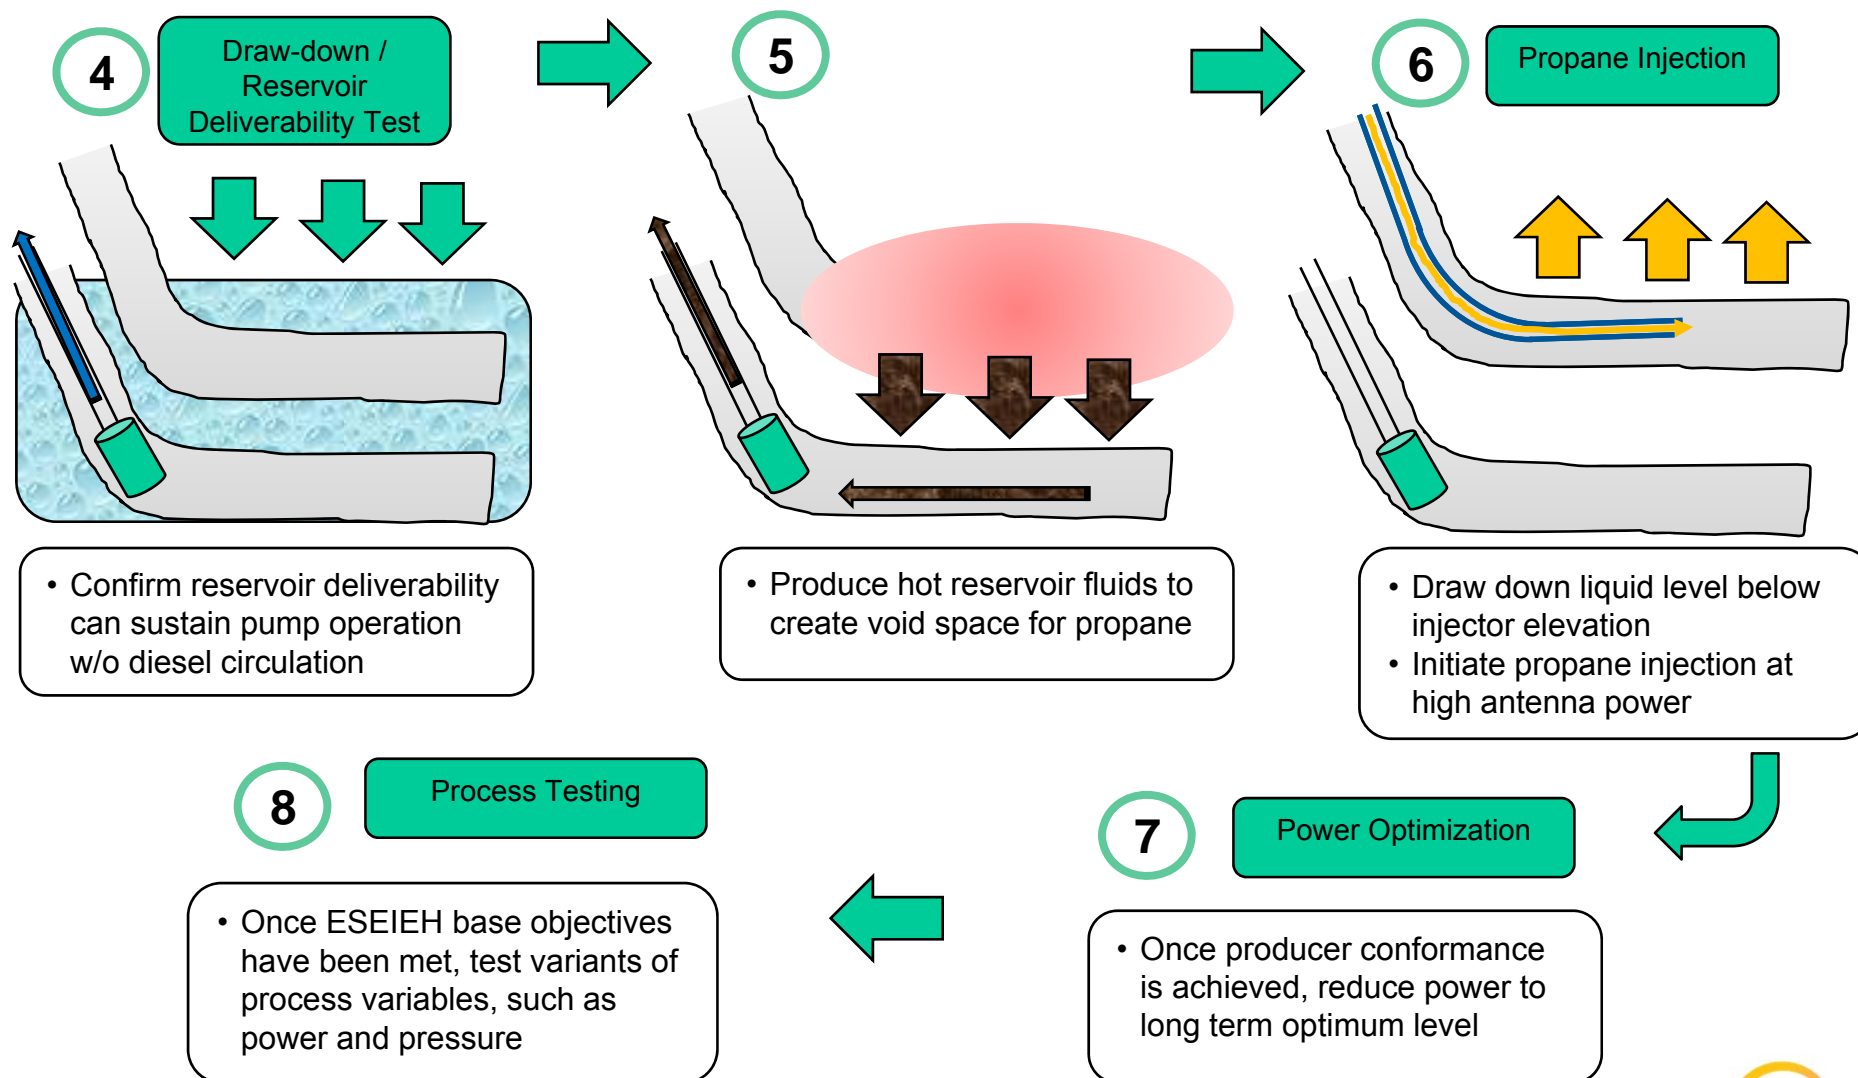 4
Draw-down /
Reservoir
Deliverability Test
5
6
Propane Injection
• Confirm reservoir deliverability
can sustain pump operation
w/o diesel circulation
• Produce hot reservoir fluids to
create void space for propane
• Draw down liquid level below
injector elevation
• Initiate propane injection at
high antenna power
8
Process Testing
7
Power Optimization
• Once ESEIEH base objectives
have been met, test variants of
process variables, such as
power and pressure
• Once producer conformance
is achieved, reduce power to
long term optimum level